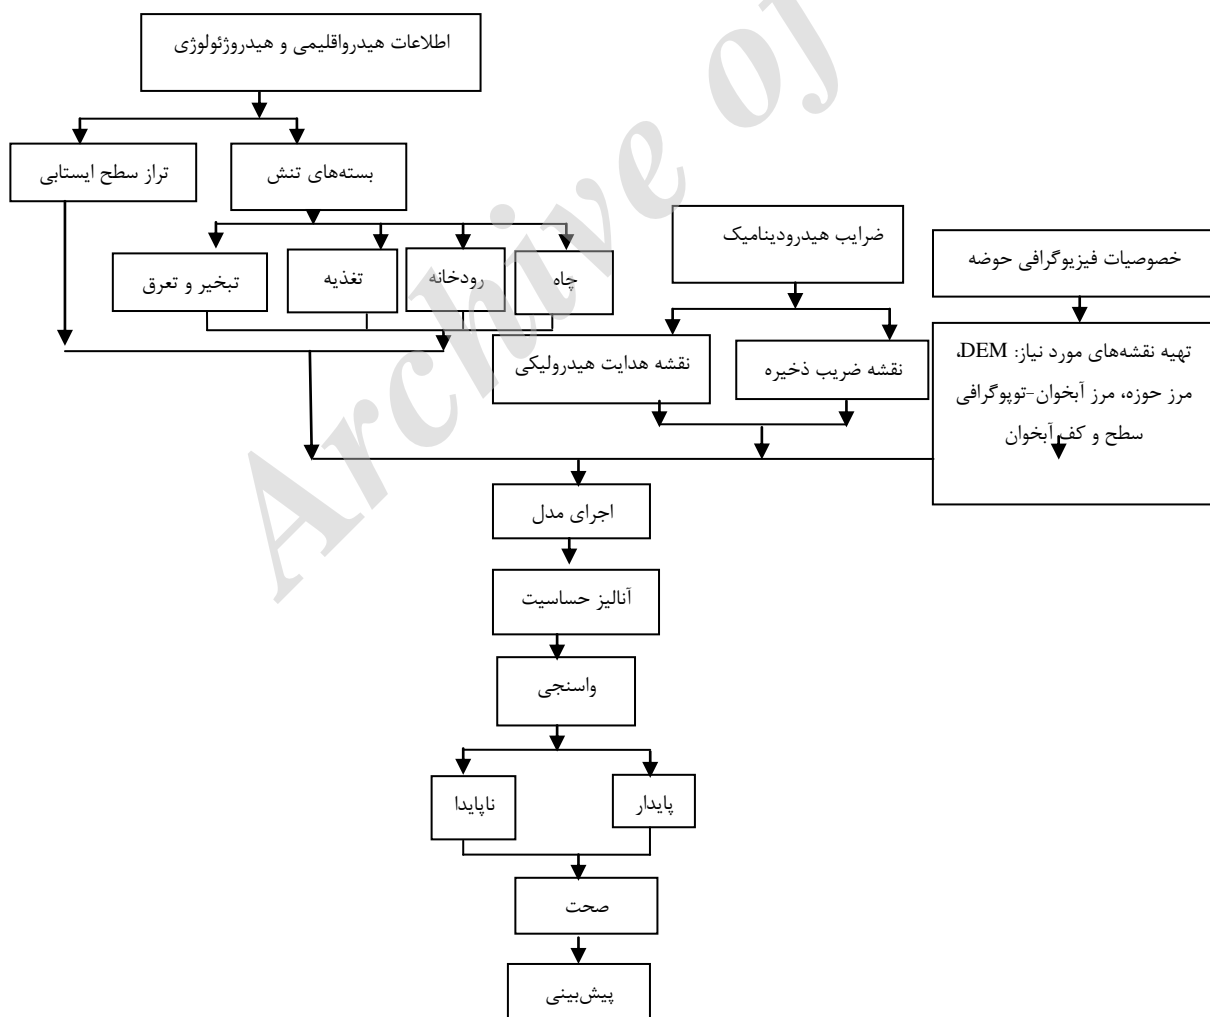 اطلاعات هیدرواقلیمی و هیدروژئولوژی
تراز سطح ایستابی
بسته‌های تنش
تبخیر و تعرق
تغذیه
رودخانه
چاه
ضرایب هیدرودینامیک
خصوصیات فیزیوگرافی حوضه
نقشه هدایت هیدرولیکی
نقشه ضریب ذخیره
تهیه نقشه‌های مورد نیاز: DEM،
مرز حوزه، مرز آبخوان-توپوگرافی
سطح و کف آبخوان
اجرای مدل
آنالیز حساسیت
واسنجی
ناپایدا
پایدار
صحت
پیش‌بینی
Archive of